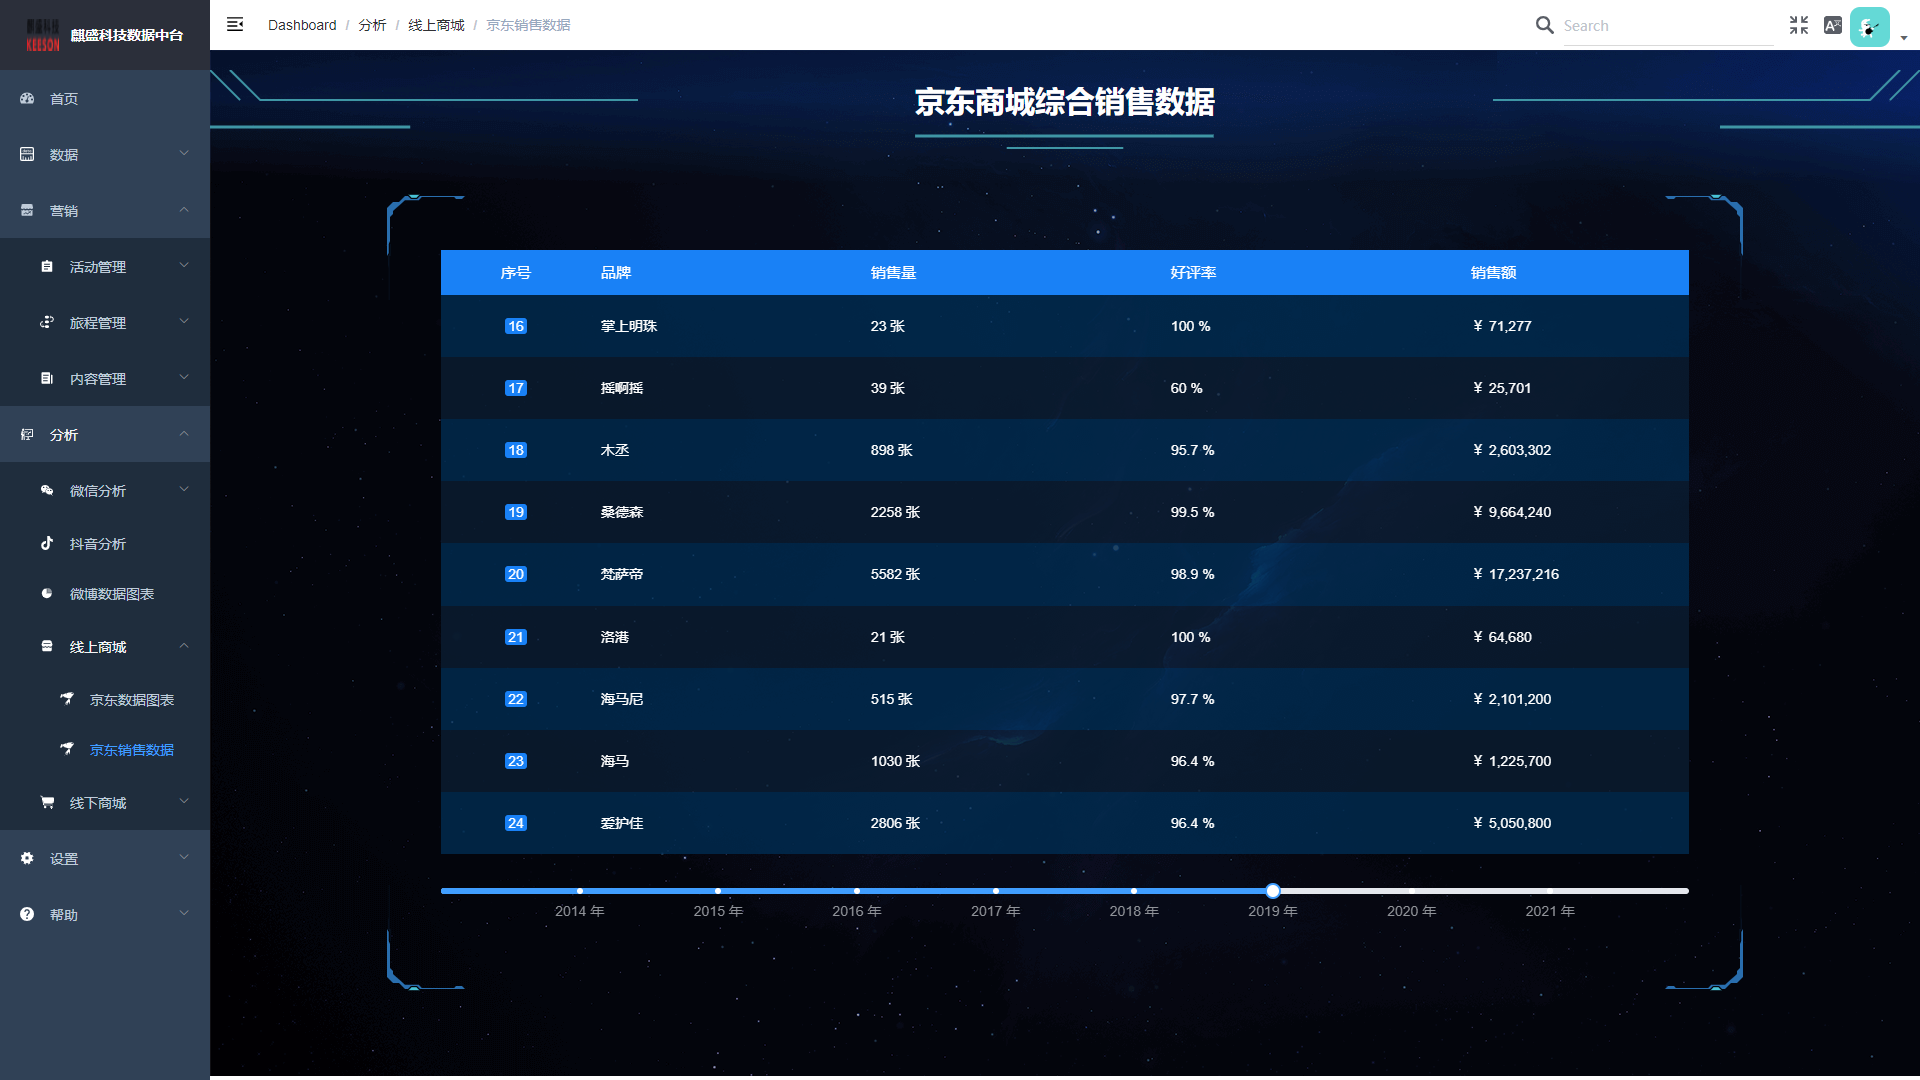 KEESON
麒盛科技数据中台
Dashboard / 分析 / 线上商城 / 京东销售数据
Search
首页
数据
营销
活动管理
旅程管理
内容管理
分析
微信分析
抖音分析
微博数据图表
线上商城
京东数据图表
京东销售数据
线下商城
设置
帮助
京东商城综合销售数据
序号 品牌 销售量 好评率 销售额
16 掌上明珠 23 张 100 % ¥ 71,277
17 摇啊摇 39 张 60 % ¥ 25,701
18 木丞 898 张 95.7 % ¥ 2,603,302
19 桑德森 2258 张 99.5 % ¥ 9,664,240
20 梵萨帝 5582 张 98.9 % ¥ 17,237,216
21 洛港 21 张 100 % ¥ 64,680
22 海马尼 515 张 97.7 % ¥ 2,101,200
23 海马 1030 张 96.4 % ¥ 1,225,700
24 爱护佳 2806 张 96.4 % ¥ 5,050,800
2014 年 2015 年 2016 年 2017 年 2018 年 2019 年 2020 年 2021 年